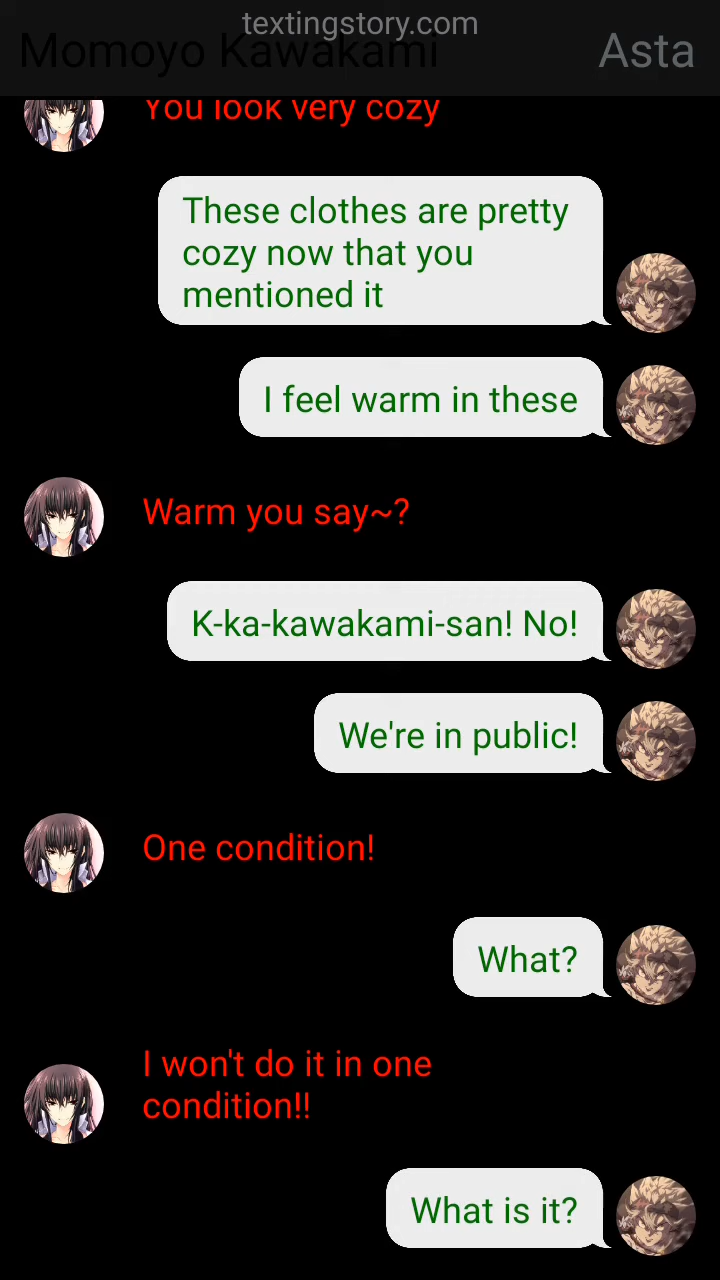 textingstory.com
Momoyo Kawakami
Asta
You look very cozy
These clothes are pretty
cozy now that you
mentioned it
I feel warm in these
Warm you say~?
K-ka-kawakami-san! No!
We're in public!
One condition!
What?
I won't do it in one
condition!!
What is it?